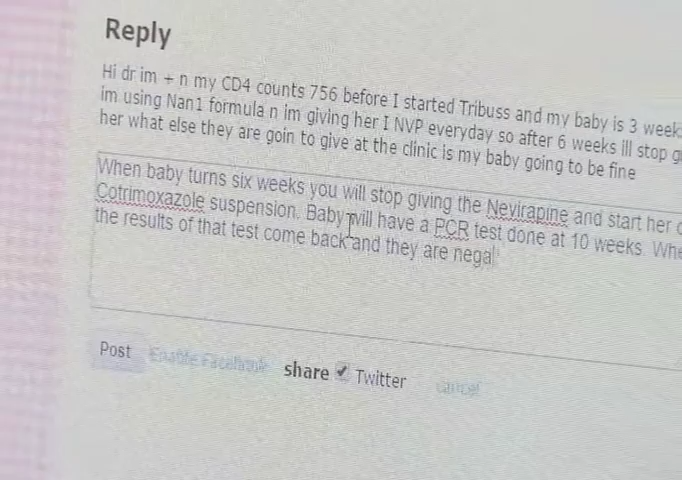 Reply
Hi dr im + n my CD4 counts 756 before I started Tribuss and my baby is 3 week
im using Nan1 formula n im giving her I NVP everyday so after 6 weeks ill stop g
her what else they are goin to give at the clinic is my baby going to be fine
When baby turns six weeks you will stop giving the Nevirapine and start her
Cotrimoxazole suspension. Baby will have a PCR test done at 10 weeks. Whe
the results of that test come back and they are negal
Post Enable Facebook share Twitter cancel